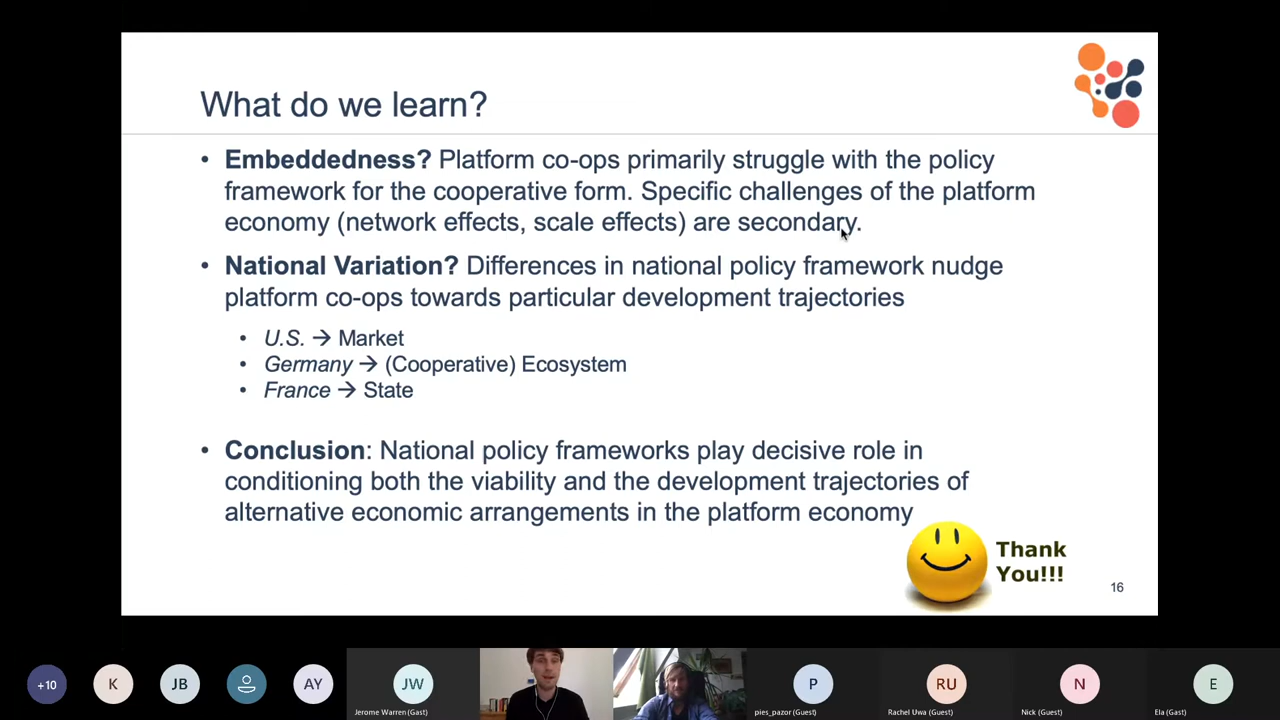 What do we learn?
• Embeddedness? Platform co-ops primarily struggle with the policy
framework for the cooperative form. Specific challenges of the platform
economy (network effects, scale effects) are secondary.
• National Variation? Differences in national policy framework nudge
platform co-ops towards particular development trajectories
• U.S. → Market
• Germany → (Cooperative) Ecosystem
• France → State
• Conclusion: National policy frameworks play decisive role in
conditioning both the viability and the development trajectories of
alternative economic arrangements in the platform economy
Thank
You!!!
16
+10
K
JB
AY
JW
P
RU
N
E
Jerome Warren (Gast)
pies_pazor (Guest)
Rachel Uwa (Guest)
Nick (Guest)
Ela (Gast)